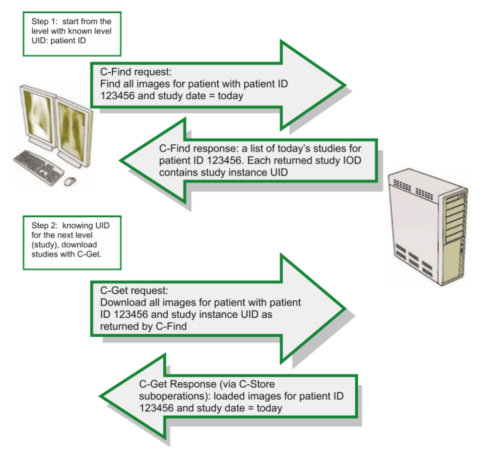 Step 1:  start from the
level with known level
UID: patient ID
C-Find request:
Find all images for patient with patient ID
123456 and study date = today
C-Find response: a list of today's studies for
patient ID 123456. Each returned study IOD
contains study instance UID
Step 2:  knowing UID
for the next level
(study), download
studies with C-Get.
C-Get request:
Download all images for patient with patient
ID 123456 and study instance UID as
returned by C-Find
C-Get Response (via C-Store
suboperations): loaded images for patient ID
123456 and study date = today